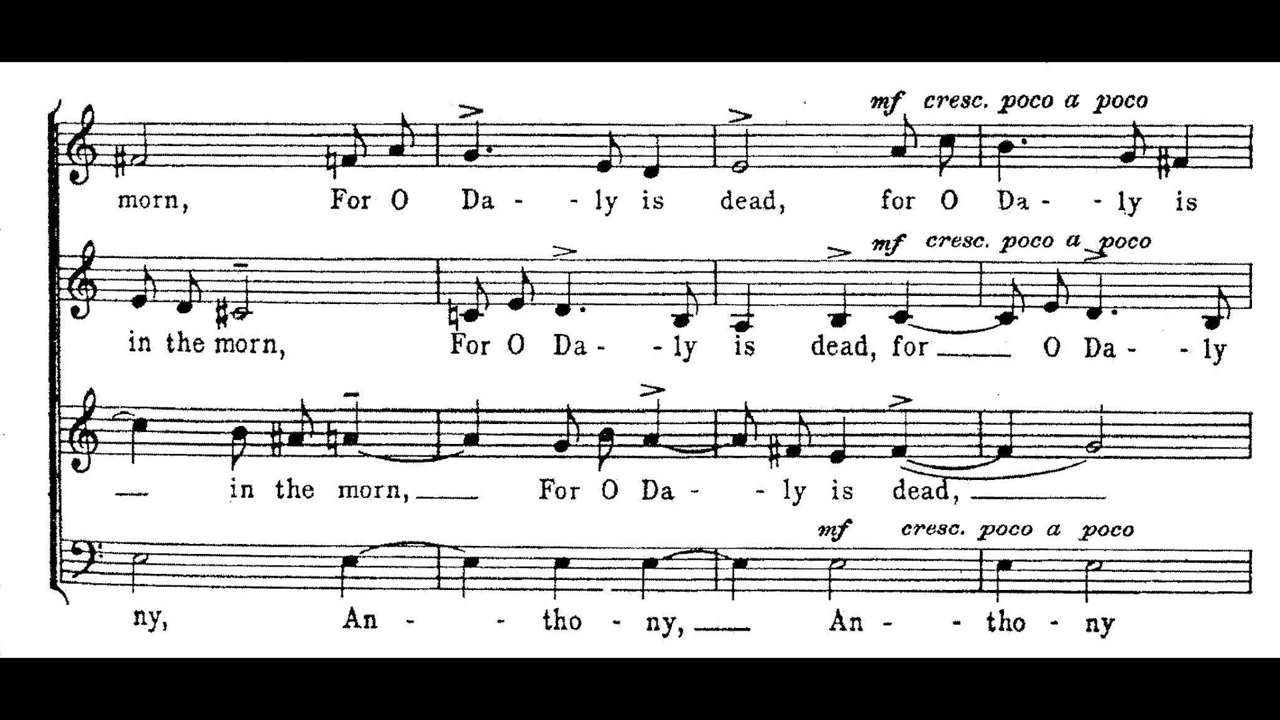 mf cresc. poco a poco
morn, For O Da - - ly is dead, for O Da - - ly is
mf cresc. poco a poco
in the morn, For O Da - - ly is dead, for O Da - - ly
in the morn, For O Da - - ly is dead,
mf cresc. poco a poco
ny, An - - tho - ny, An - - tho - ny